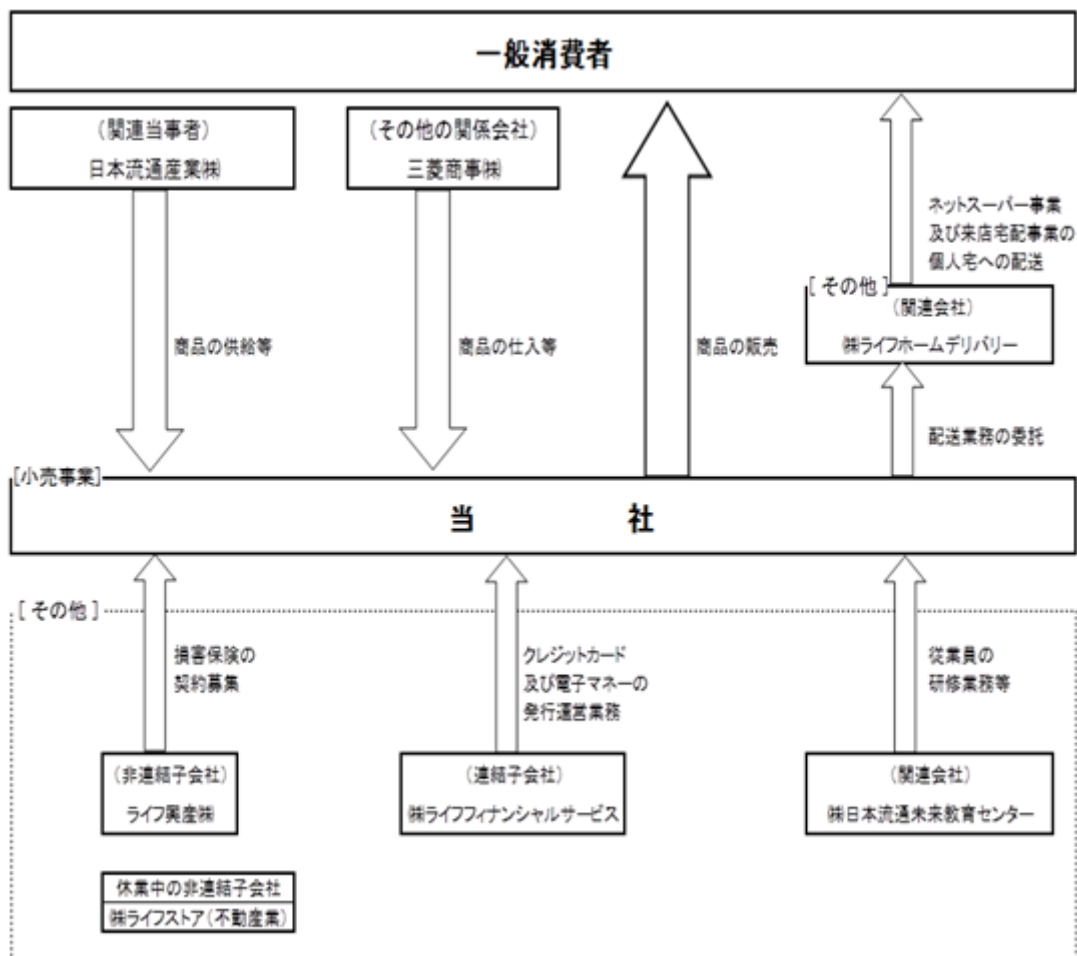 一般消費者
(関連当事者)
日本流通産業㈱
(その他の関係会社)
三菱商事㈱
ネットスーパー事業
及び来店宅配事業の
個人宅への配送
[その他]
(関連会社)
㈱ライフホームデリバリー
商品の供給等
商品の仕入等
商品の販売
配送業務の委託
[小売事業]
当　　　社
[その他]
損害保険の
契約募集
クレジットカード
及び電子マネーの
発行運営業務
従業員の
研修業務等
(非連結子会社)
ライフ興産㈱
(連結子会社)
㈱ライフフィナンシャルサービス
(関連会社)
㈱日本流通未来教育センター
休業中の非連結子会社
㈱ライフストア(不動産業)